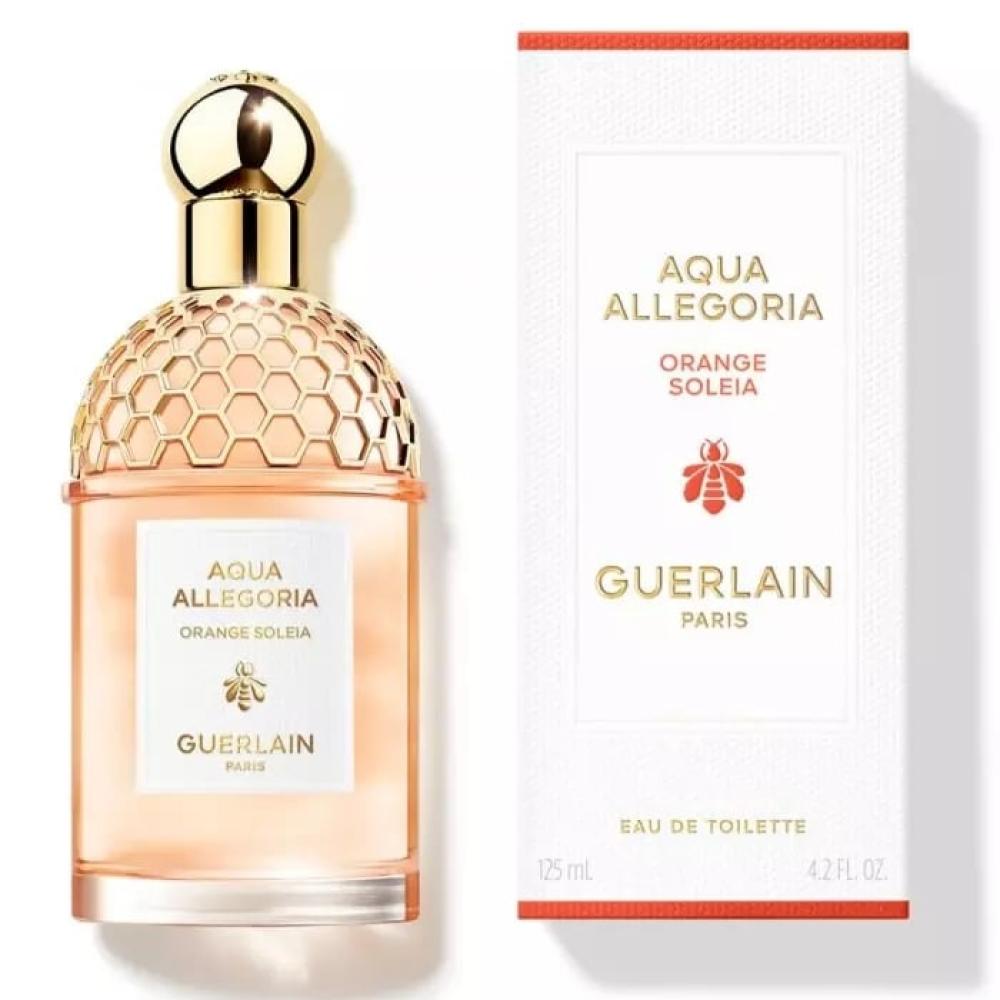 AQUA
ALLEGORIA
ORANGE SOLEIA
GUERLAIN
PARIS
AQUA
ALLEGORIA
ORANGE
SOLEIA
GUERLAIN
PARIS
EAU DE TOILETTE
125 mL
4.2 FL. OZ.